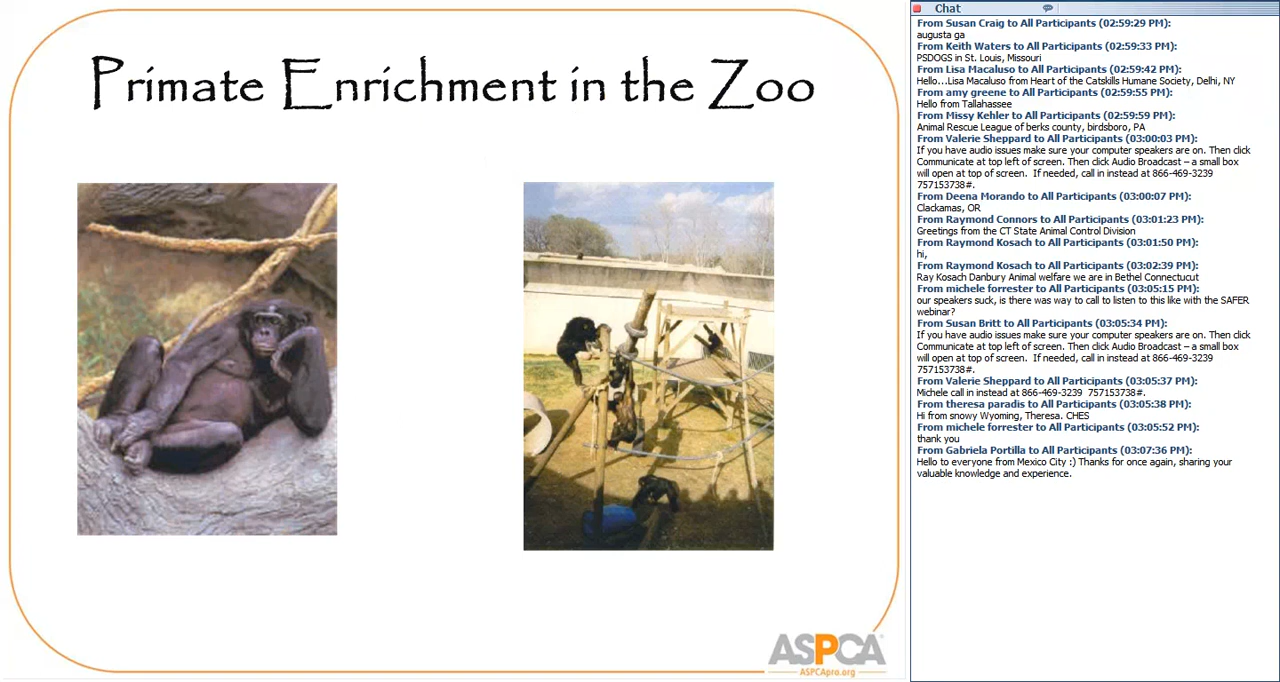 Primate Enrichment in the Zoo
ASPCA®
ASPCApro.org
Chat
From Susan Craig to All Participants (02:59:29 PM):
augusta ga
From Keith Waters to All Participants (02:59:33 PM):
PSDOGS in St. Louis, Missouri
From Lisa Macaluso to All Participants (02:59:42 PM):
Hello...Lisa Macaluso from Heart of the Catskills Humane Society, Delhi, NY
From amy greene to All Participants (02:59:55 PM):
Hello from Tallahassee
From Missy Kehler to All Participants (02:59:59 PM):
Animal Rescue League of berks county, birdsboro, PA
From Valerie Sheppard to All Participants (03:00:03 PM):
If you have audio issues make sure your computer speakers are on. Then click
Communicate at top left of screen. Then click Audio Broadcast – a small box
will open at top of screen.  If needed, call in instead at 866-469-3239
757153738#.
From Deena Morando to All Participants (03:00:07 PM):
Clackamas, OR
From Raymond Connors to All Participants (03:01:23 PM):
Greetings from the CT State Animal Control Division
From Raymond Kosach to All Participants (03:01:50 PM):
hi,
From Raymond Kosach to All Participants (03:02:39 PM):
Ray Kosach Danbury Animal welfare we are in Bethel Connectucut
From michele forrester to All Participants (03:05:15 PM):
our speakers suck, is there was way to call to listen to this like with the SAFER
webinar?
From Susan Britt to All Participants (03:05:34 PM):
If you have audio issues make sure your computer speakers are on. Then click
Communicate at top left of screen. Then click Audio Broadcast – a small box
will open at top of screen.  If needed, call in instead at 866-469-3239
757153738#.
From Valerie Sheppard to All Participants (03:05:37 PM):
Michele call in instead at 866-469-3239  757153738#.
From theresa paradis to All Participants (03:05:38 PM):
Hi from snowy Wyoming, Theresa. CHES
From michele forrester to All Participants (03:05:52 PM):
thank you
From Gabriela Portilla to All Participants (03:07:36 PM):
Hello to everyone from Mexico City :) Thanks for once again, sharing your
valuable knowledge and experience.